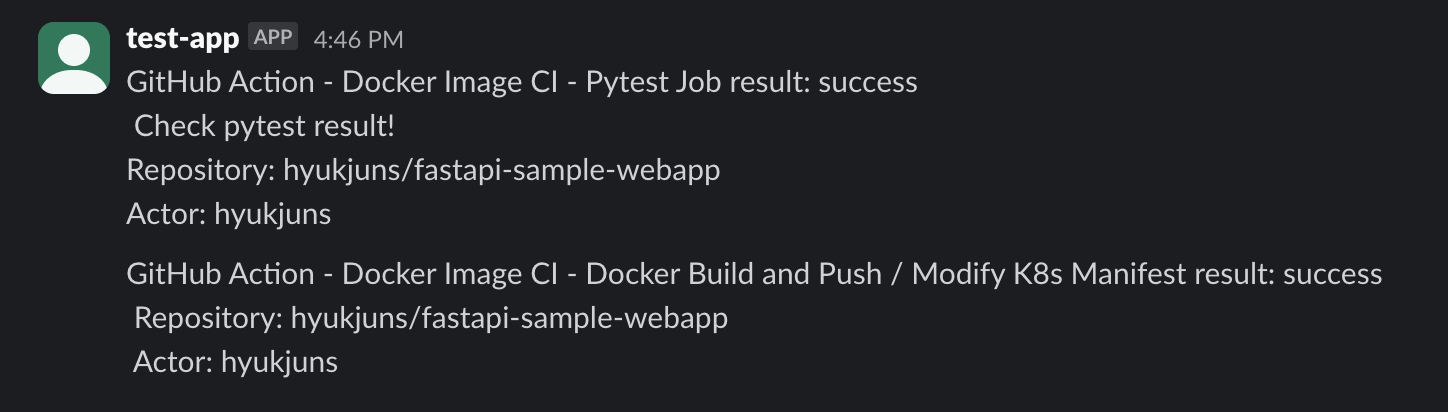 test-app APP 4:46 PM
GitHub Action - Docker Image CI - Pytest Job result: success
Check pytest result!
Repository: hyukjuns/fastapi-sample-webapp
Actor: hyukjuns
GitHub Action - Docker Image CI - Docker Build and Push / Modify K8s Manifest result: success
Repository: hyukjuns/fastapi-sample-webapp
Actor: hyukjuns